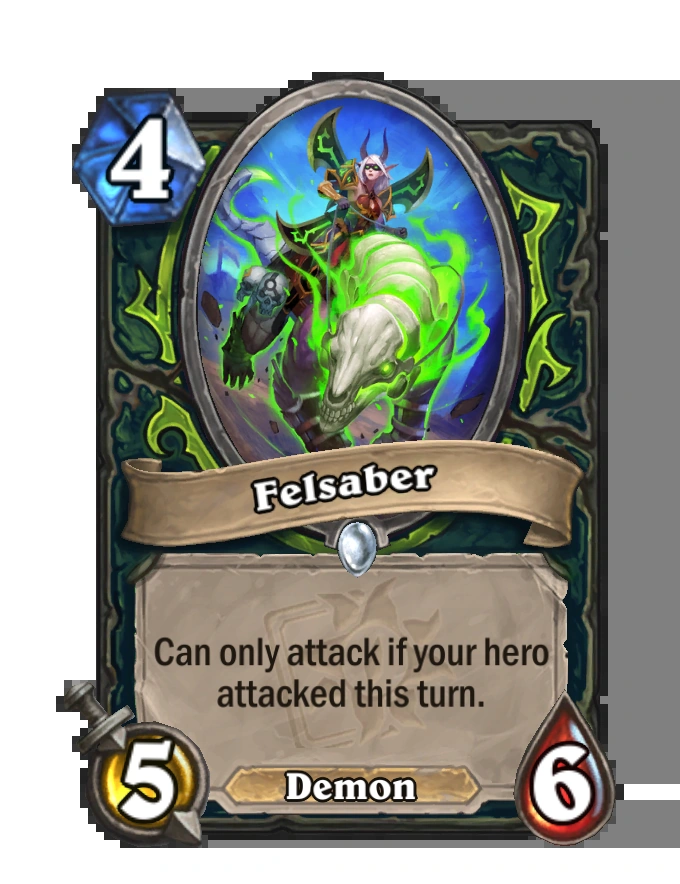 4
Felsaber
Can only attack if your hero
attacked this turn.
5
Demon
6